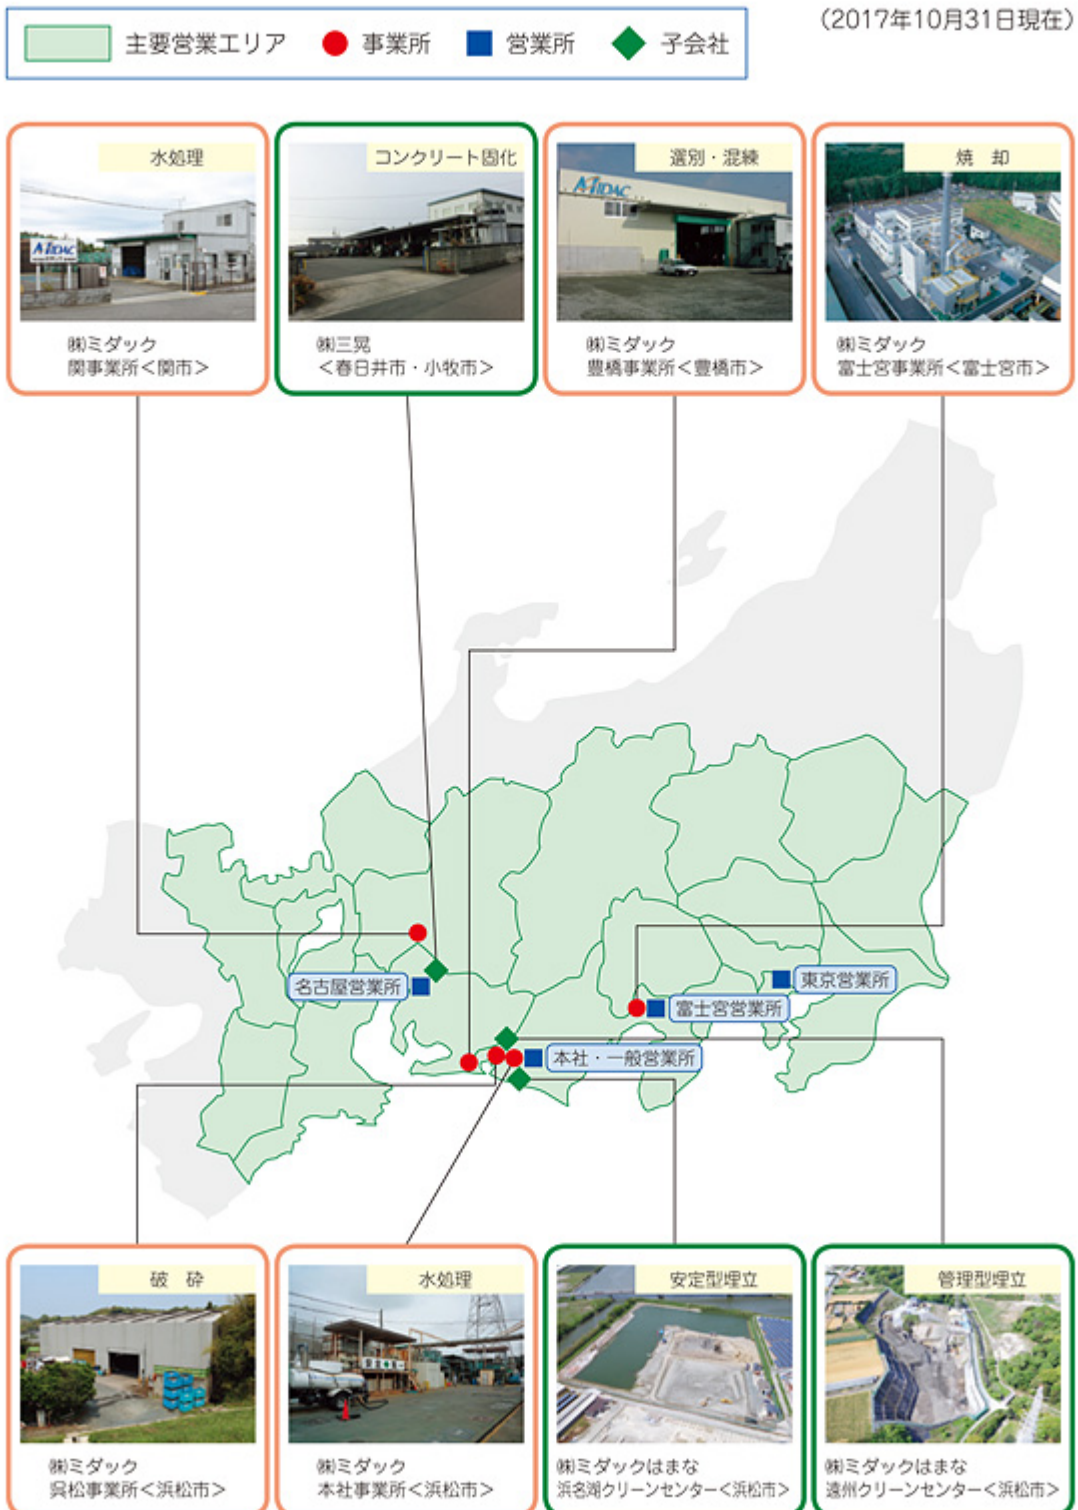 （2017年10月31日現在）
主要営業エリア 事業所 営業所 子会社
水処理
MIDAC
㈱ミダック
関事業所＜関市＞
コンクリート固化
㈱三晃
＜春日井市・小牧市＞
選別・混練
MIDAC
㈱ミダック
豊橋事業所＜豊橋市＞
焼 却
㈱ミダック
富士宮事業所＜富士宮市＞
名古屋営業所
東京営業所
富士宮営業所
本社・一般営業所
破 砕
㈱ミダック
呉松事業所＜浜松市＞
水処理
㈱ミダック
本社事業所＜浜松市＞
安定型埋立
㈱ミダックはまな
浜名湖クリーンセンター＜浜松市＞
管理型埋立
㈱ミダックはまな
遠州クリーンセンター＜浜松市＞